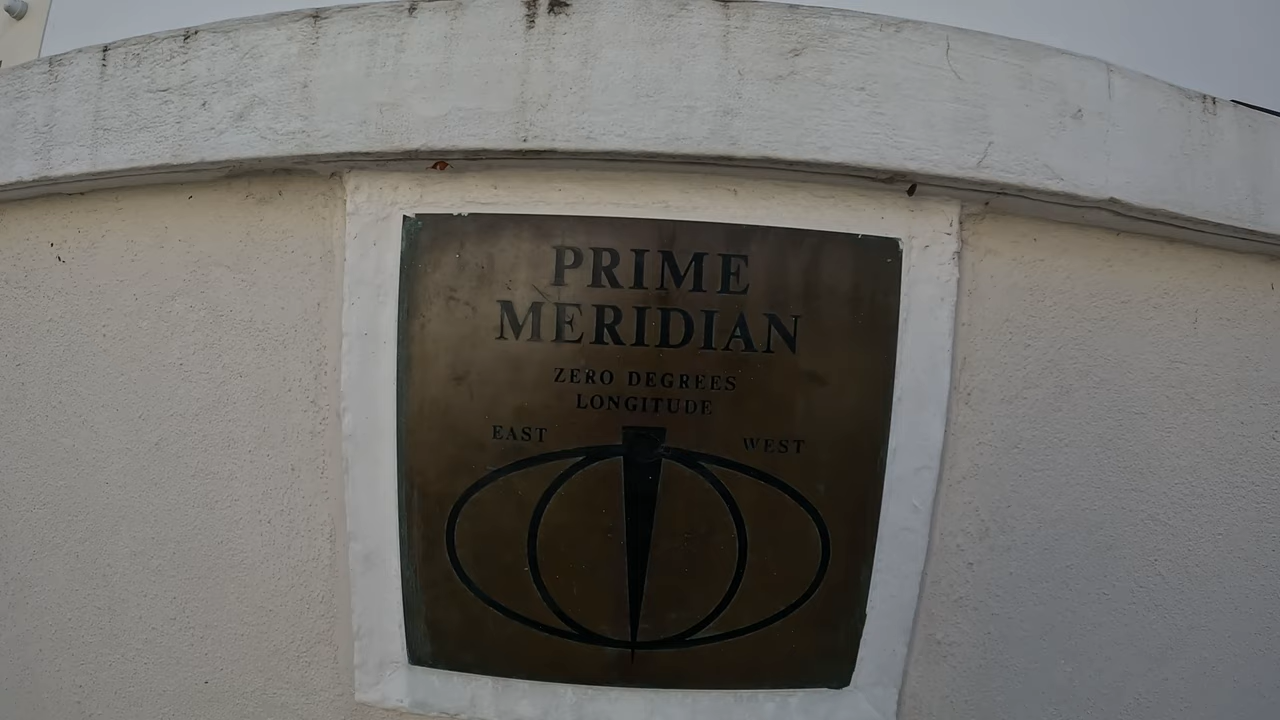 PRIME
MERIDIAN
ZERO DEGREES
LONGITUDE
EAST WEST